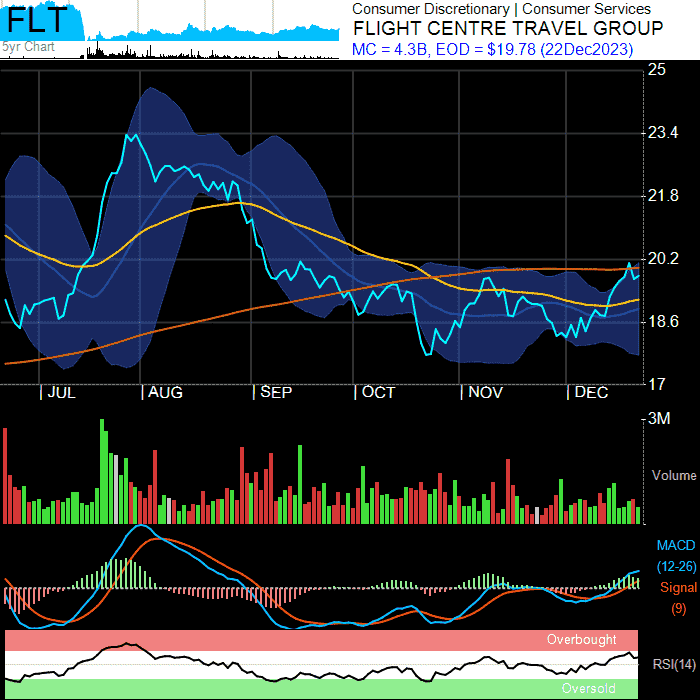 FLT
5yr Chart
Consumer Discretionary | Consumer Services
FLIGHT CENTRE TRAVEL GROUP
MC = 4.3B, EOD = $19.78 (22Dec2023)
25
23.4
21.8
20.2
18.6
17
JUL AUG SEP OCT NOV DEC
3M
Volume
MACD
(12-26)
Signal
(9)
Overbought
RSI(14)
Oversold